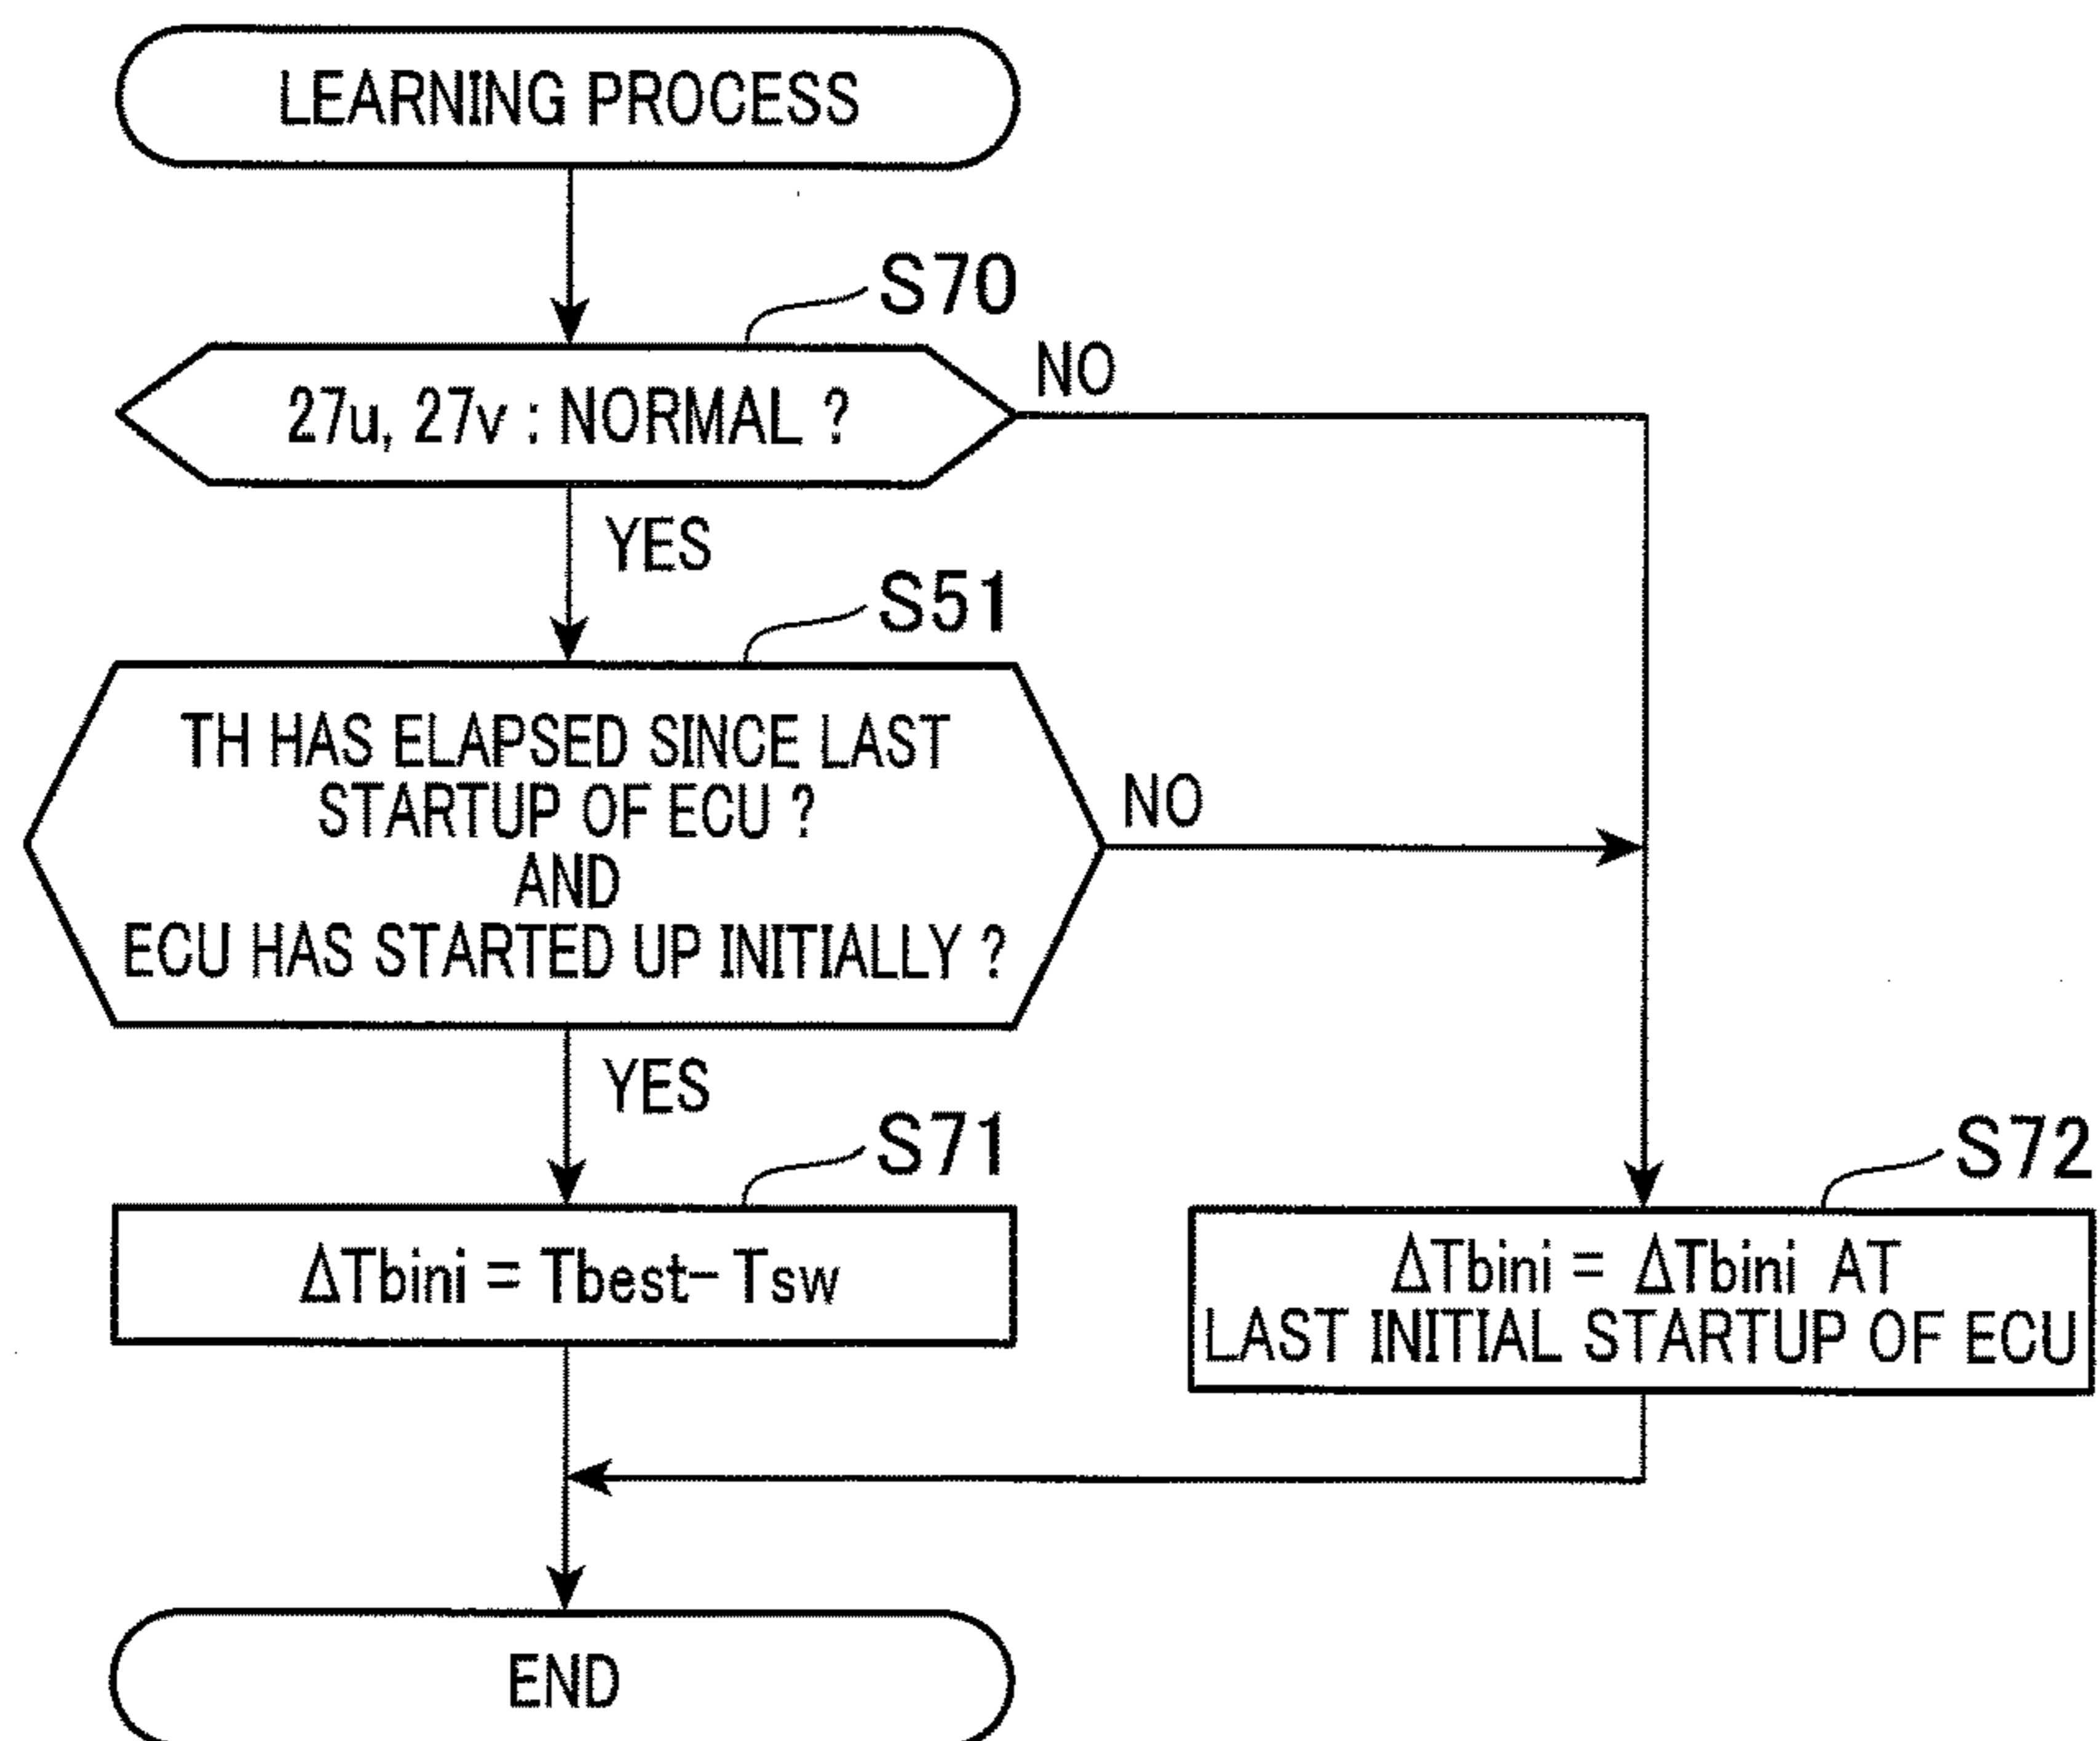 LEARNING PROCESS
S70
27u, 27v : NORMAL ?
NO
YES
S51
TH HAS ELAPSED SINCE LAST
STARTUP OF ECU ?
AND
ECU HAS STARTED UP INITIALLY ?
NO
YES
S71
ΔTbini = Tbest- Tsw
S72
ΔTbini = ΔTbini AT
LAST INITIAL STARTUP OF ECU
END